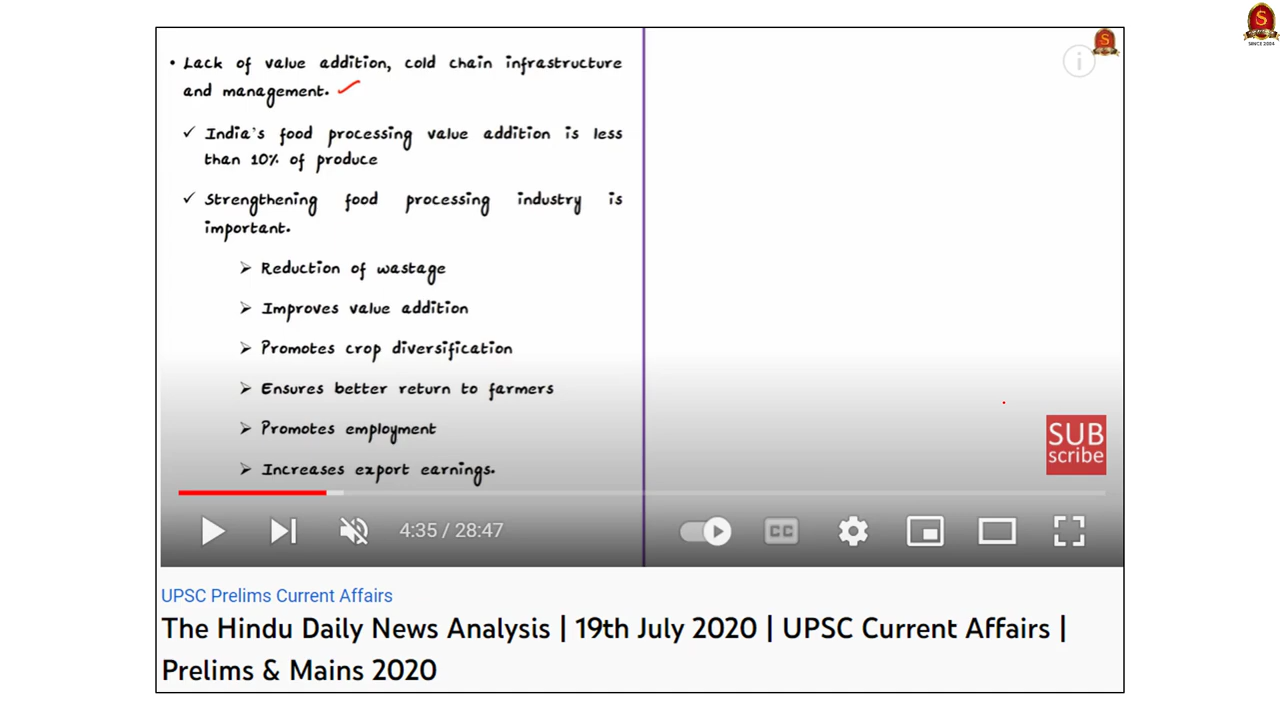 • Lack of value addition, cold chain infrastructure
and management.
✓ India's food processing value addition is less
than 10% of produce
✓ Strengthening food processing industry is
important.
➢ Reduction of wastage
➢ Improves value addition
➢ Promotes crop diversification
➢ Ensures better return to farmers
➢ Promotes employment
➢ Increases export earnings.
SUB
scribe
4:35 / 28:47
CC
UPSC Prelims Current Affairs
The Hindu Daily News Analysis | 19th July 2020 | UPSC Current Affairs |
Prelims & Mains 2020
S
SINCE 2004
S